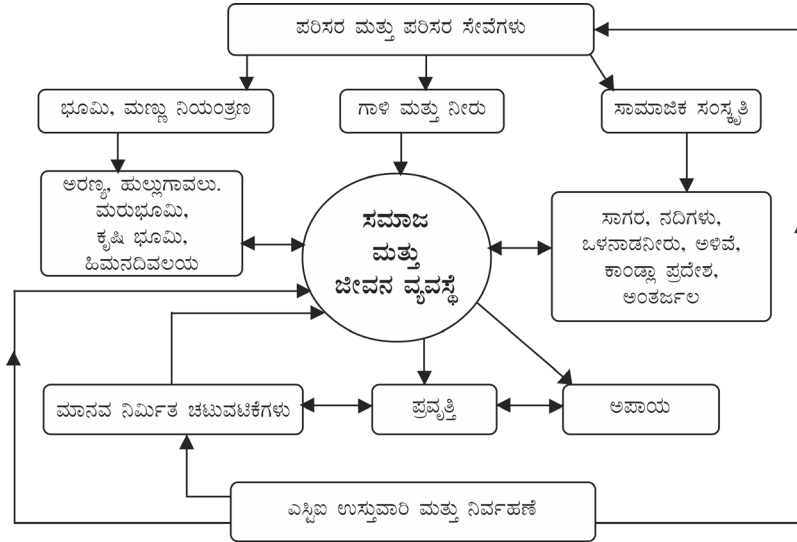 ಪರಿಸರ ಮತ್ತು ಪರಿಸರ ಸೇವೆಗಳು
ಭೂಮಿ, ಮಣ್ಣು ನಿಯಂತ್ರಣ
ಗಾಳಿ ಮತ್ತು ನೀರು
ಸಾಮಾಜಿಕ ಸಂಸ್ಕೃತಿ
ಅರಣ್ಯ, ಹುಲ್ಲುಗಾವಲು.
ಮರುಭೂಮಿ,
ಕೃಷಿ ಭೂಮಿ,
ಹಿಮನದಿವಲಯ
ಸಮಾಜ
ಮತ್ತು
ಜೀವನ ವ್ಯವಸ್ಥೆ
ಸಾಗರ, ನದಿಗಳು,
ಒಳನಾಡನೀರು, ಅಳಿವೆ,
ಕಾಂಡ್ಲಾ ಪ್ರದೇಶ,
ಅಂತರ್ಜಲ
ಮಾನವ ನಿರ್ಮಿತ ಚಟುವಟಿಕೆಗಳು
ಪ್ರವೃತ್ತಿ
ಅಪಾಯ
ಎಸ್ಪಿಐ ಉಸ್ತುವಾರಿ ಮತ್ತು ನಿರ್ವಹಣೆ